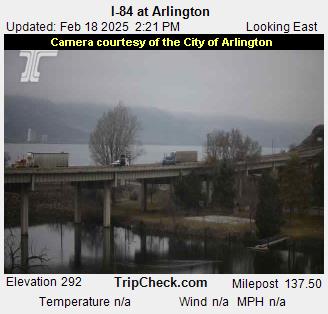 I-84 at Arlington
Updated: Feb 18 2025 2:21 PM Looking East
Camera courtesy of the City of Arlington
Elevation 292 TripCheck.com Milepost 137.50
Temperature n/a Wind n/a MPH n/a